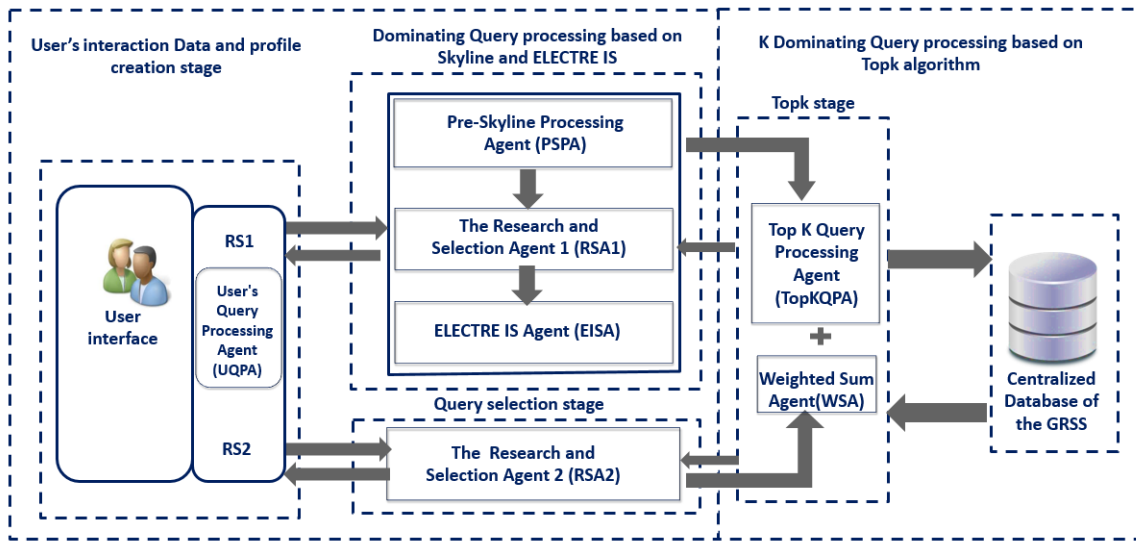 User's interaction Data and profile
creation stage
Dominating Query processing based on
Skyline and ELECTRE IS
K Dominating Query processing based on
Topk algorithm
Topk stage
Pre-Skyline Processing
Agent (PSPA)
The Research and
Selection Agent 1 (RSA1)
ELECTRE IS Agent (EISA)
RS1
User's
Query
Processing
Agent
(UQPA)
User
interface
RS2
Query selection stage
The Research and
Selection Agent 2 (RSA2)
Top K Query
Processing
Agent
(TopKQPA)
+
Weighted Sum
Agent(WSA)
Centralized
Database of
the GRSS